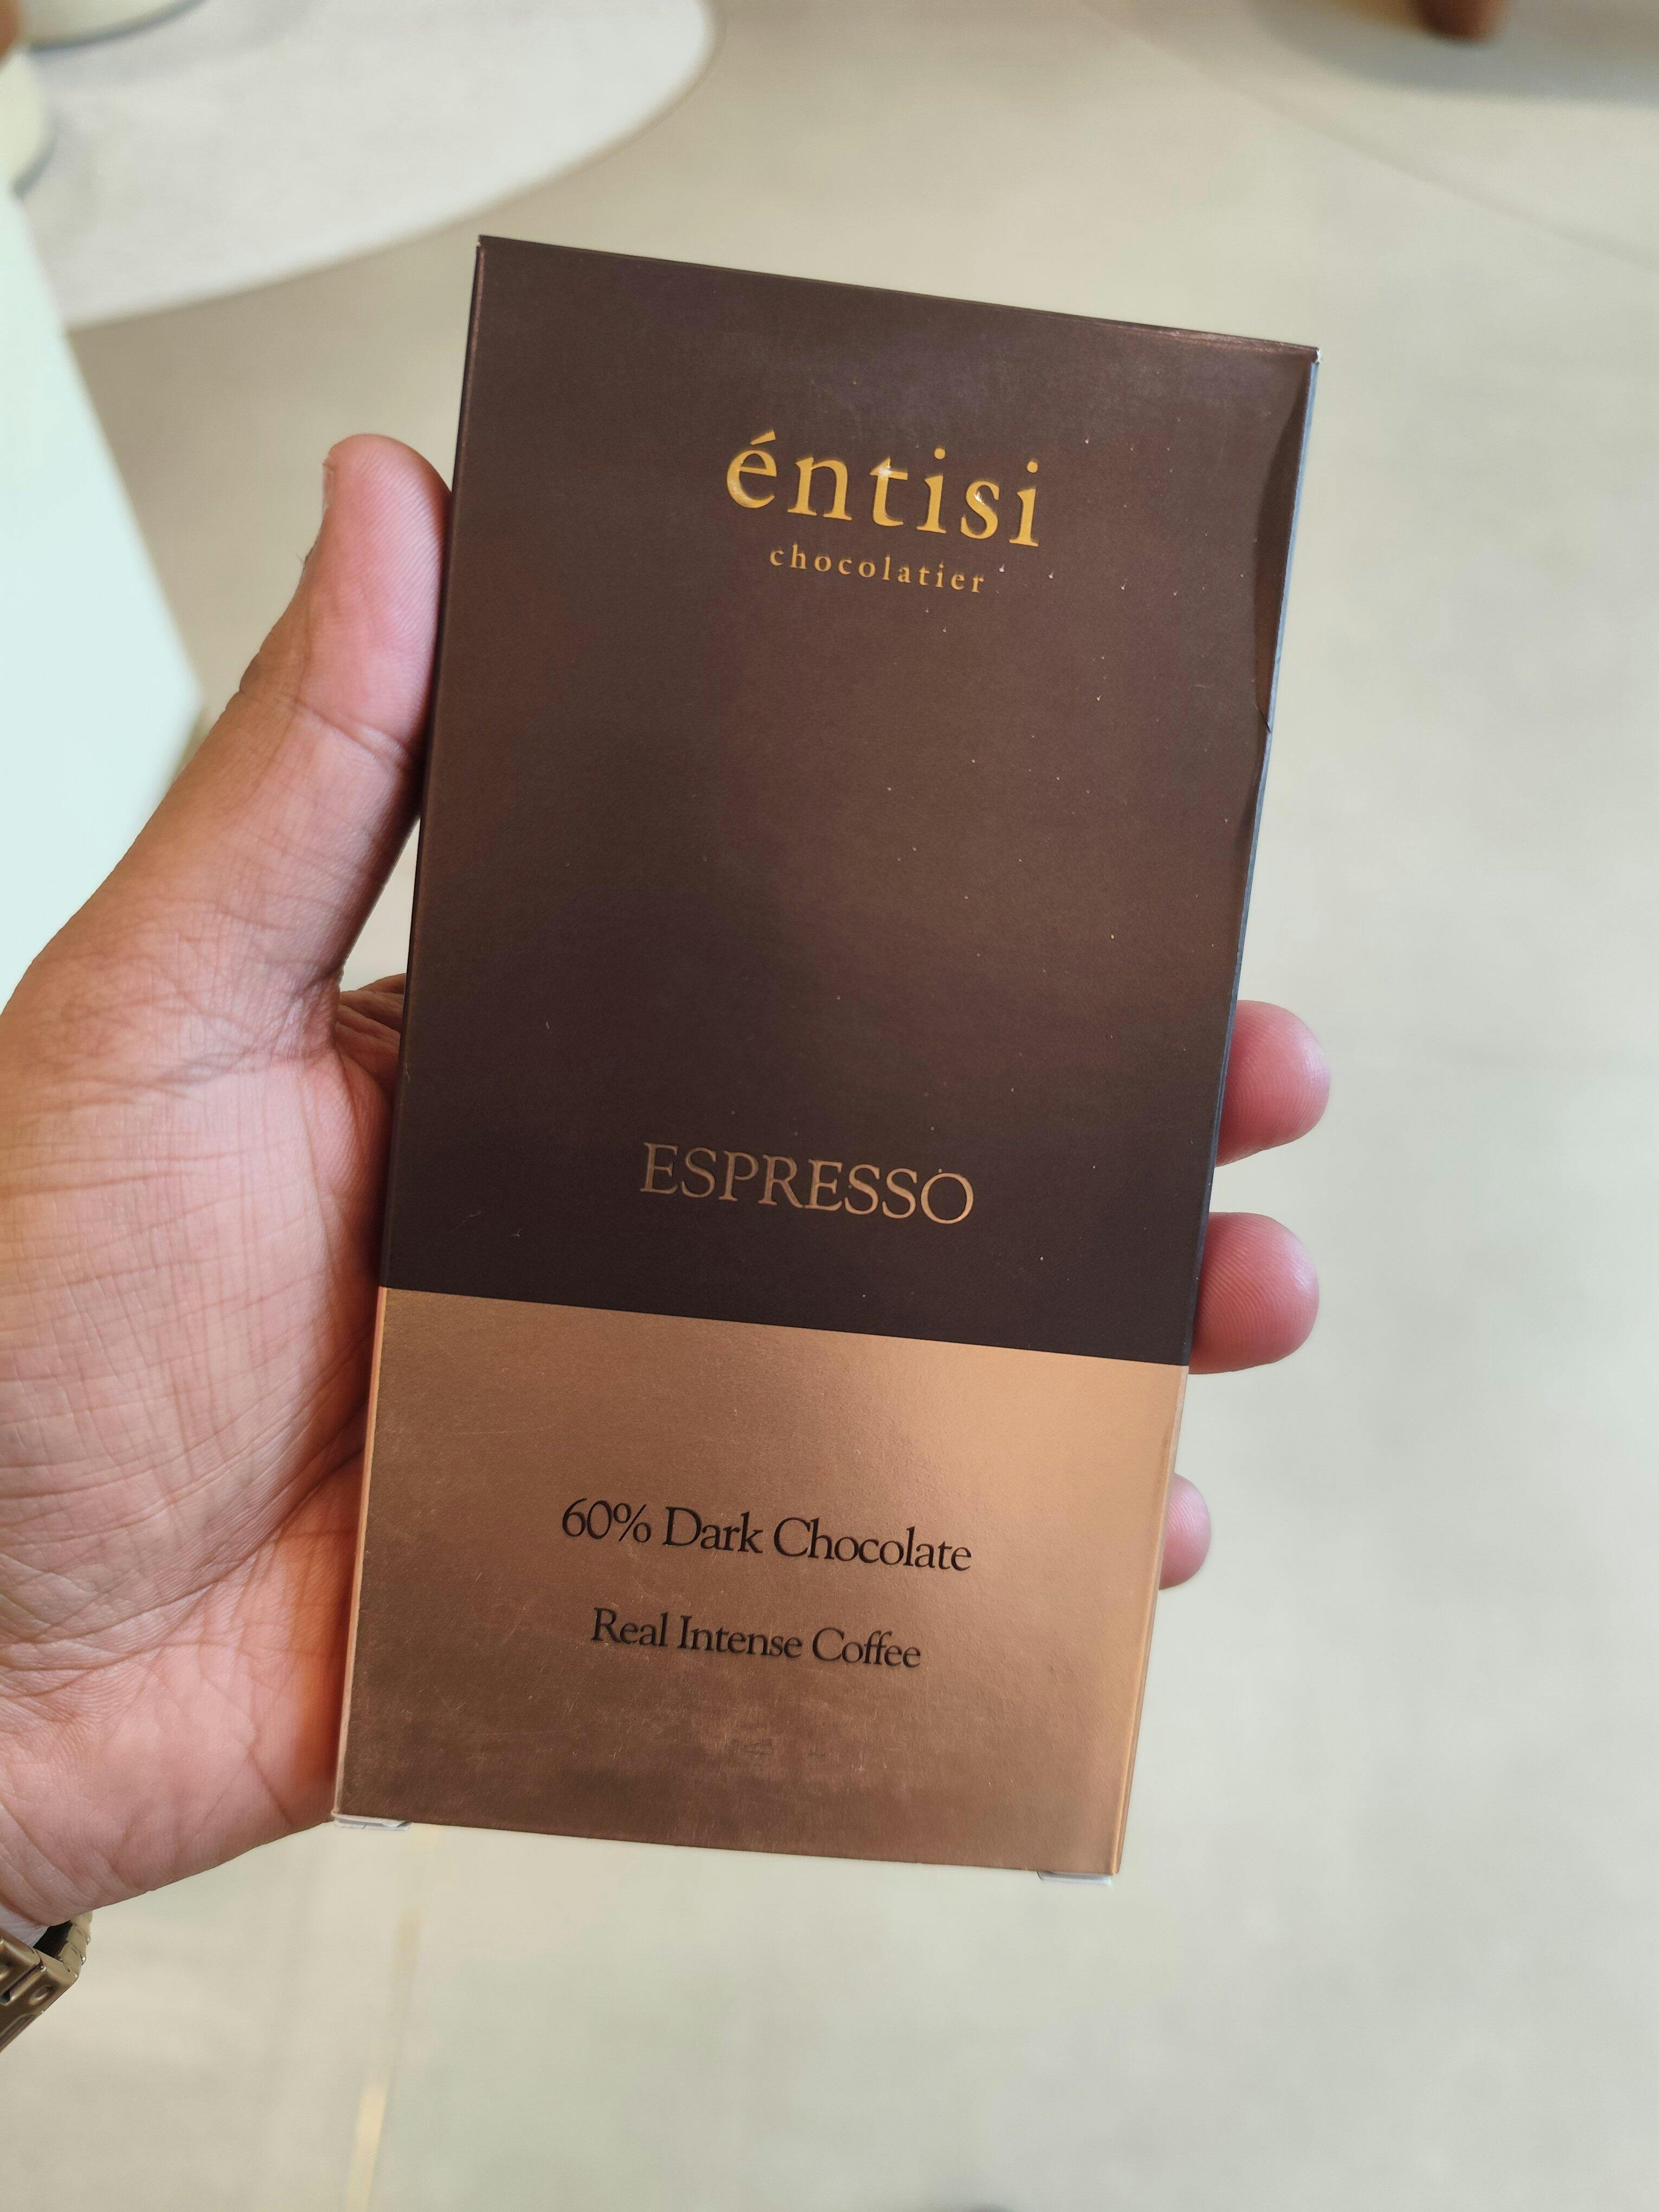 éntisi
chocolatier
ESPRESSO
60% Dark Chocolate
Real Intense Coffee